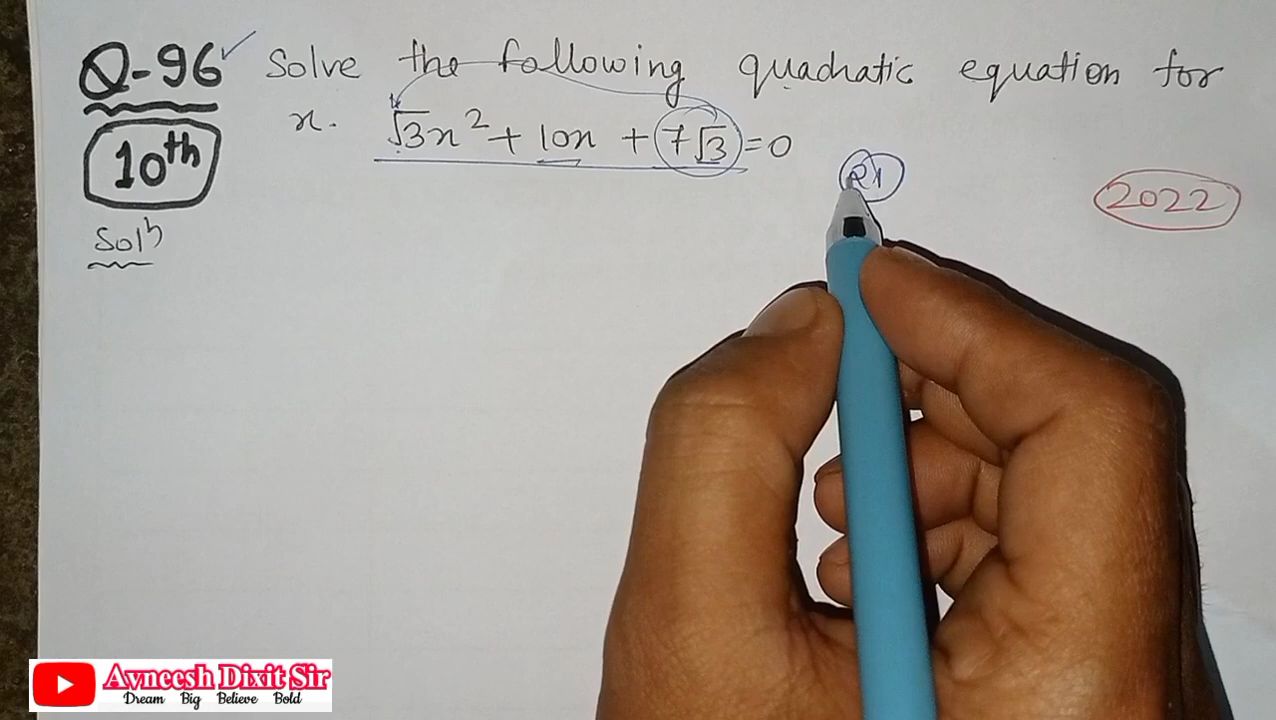 Q-96 Solve the following quadratic equation for
x. √3x² + 10x + 7√3 = 0
10th
21
2022
Solⁿ
Avneesh Dixit Sir
Dream Big Believe Bold